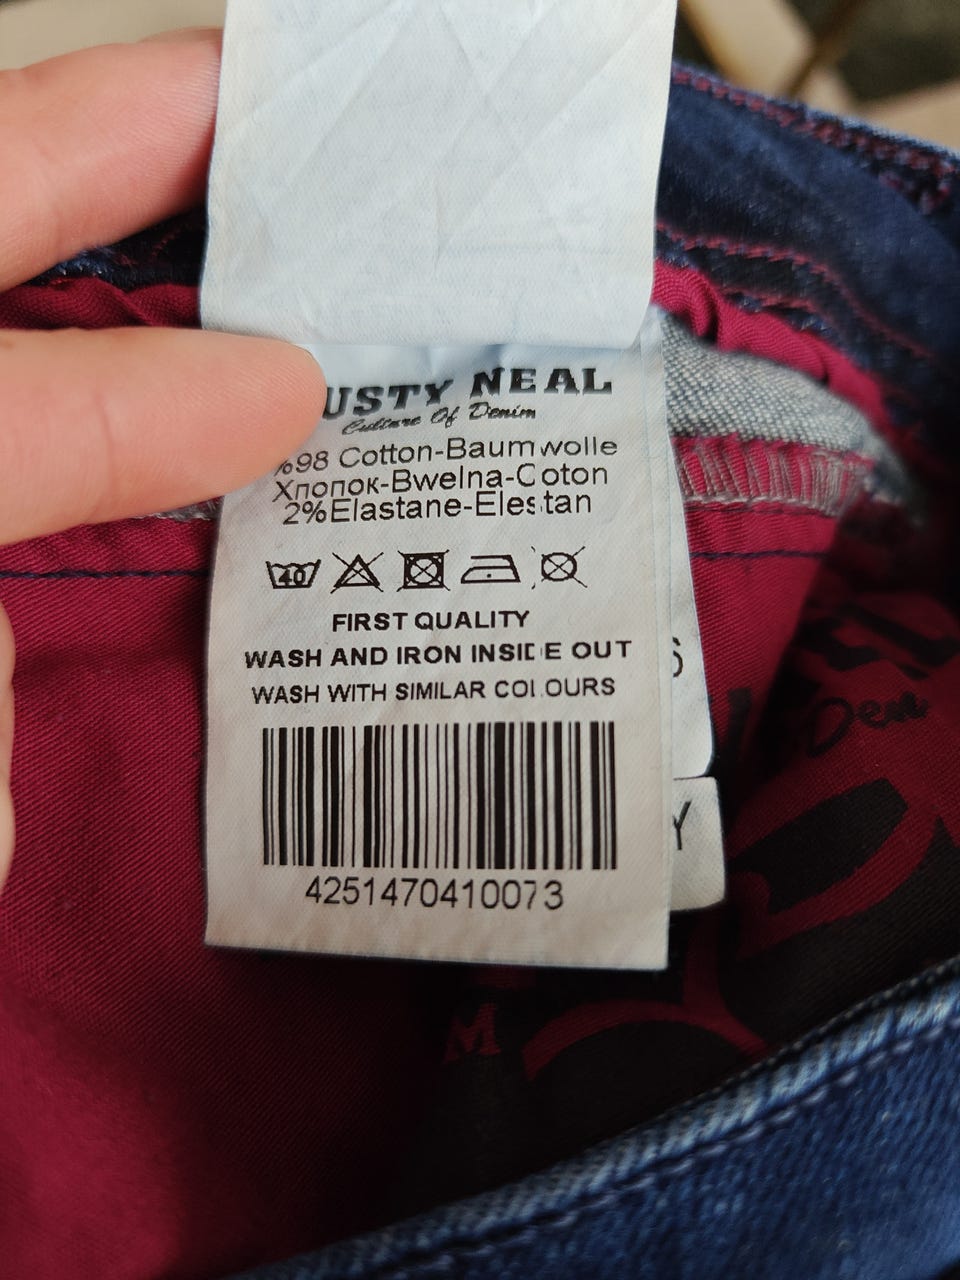 USTY NEAL
Culture Of Denim
%98 Cotton-Baumwolle
Хлопок-Bwelna-Coton
2%Elastane-Elestan
40
FIRST QUALITY
WASH AND IRON INSIDE OUT
WASH WITH SIMILAR COLOURS
4251470410073
S
Y
Den
M